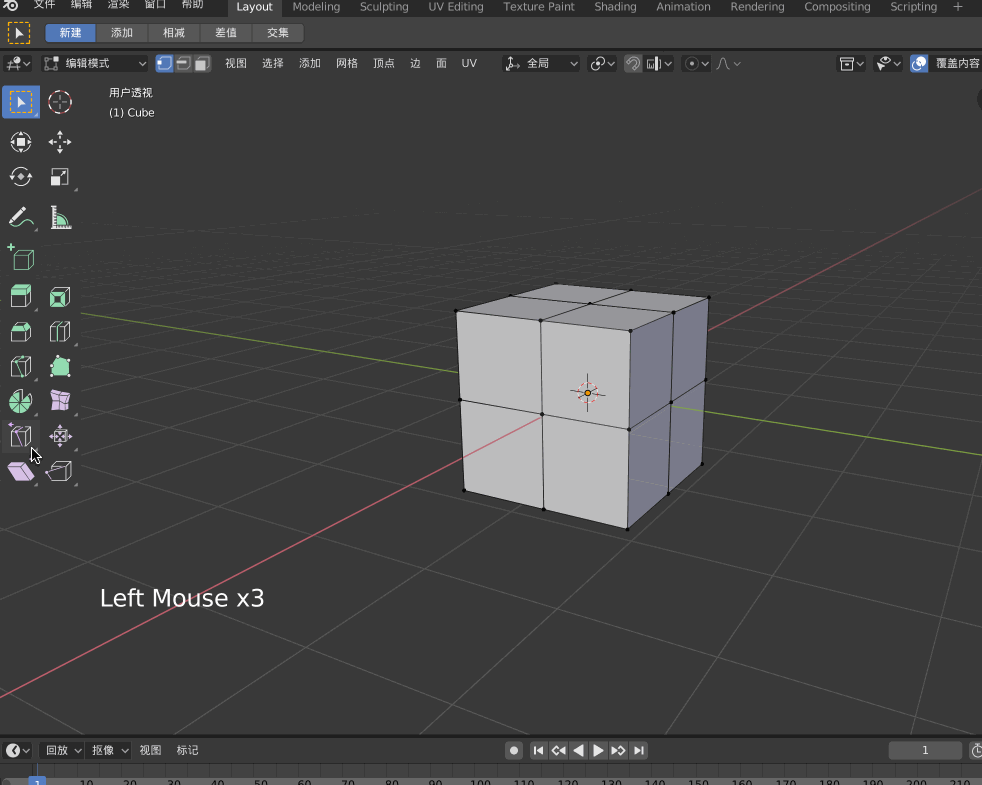 文件 编辑 渲染 窗口 帮助 Layout Modeling Sculpting UV Editing Texture Paint Shading Animation Rendering Compositing Scripting +
新建 添加 相减 差值 交集
编辑模式 视图 选择 添加 网格 顶点 边 面 UV 全局 覆盖内容
用户透视
(1) Cube
Left Mouse x3
回放 抠像 视图 标记 1
1 10 20 30 40 50 60 70 80 90 100 110 120 130 140 150 160 170 180 190 200 210